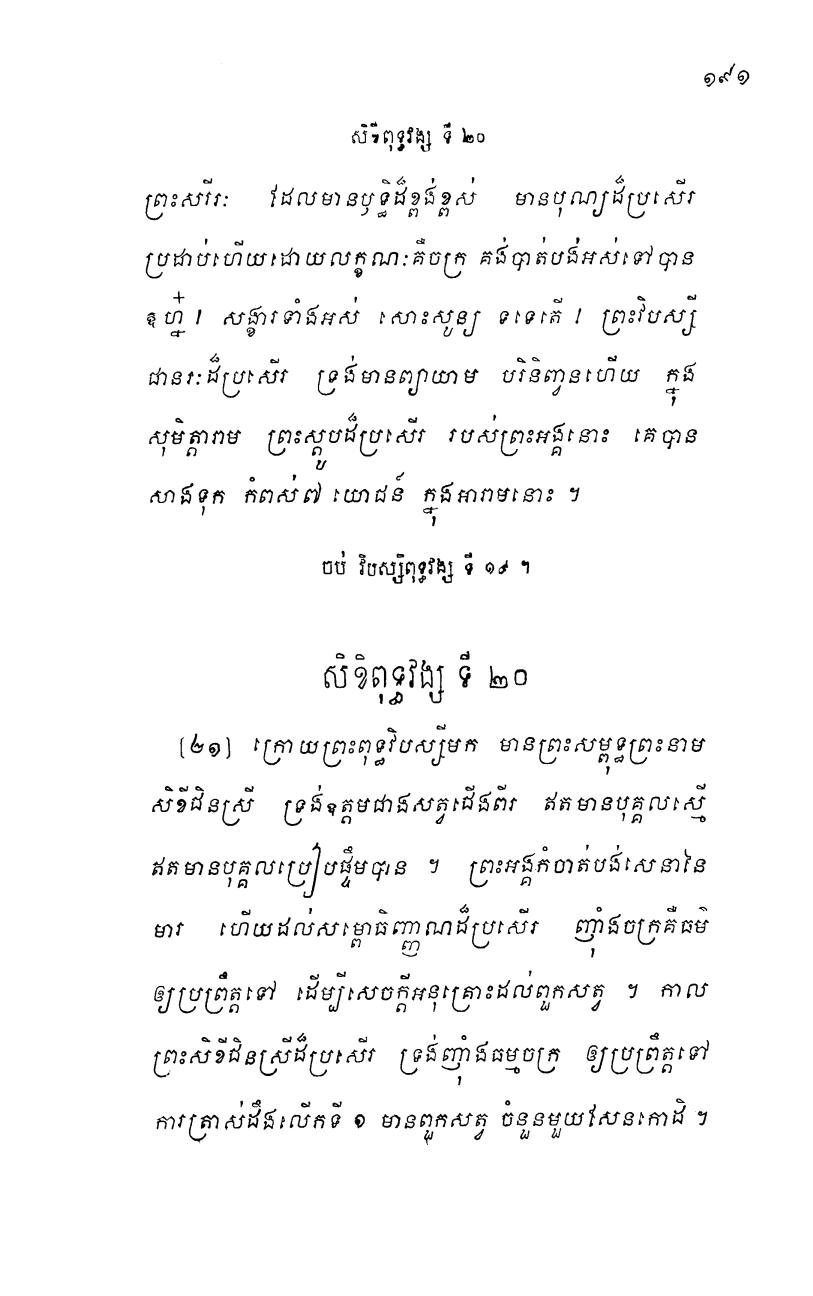 ១៩១
សិខីពុទ្ធវង្ស ទី ២០
ព្រះសរីរៈ ដែលមានឫទ្ធិដ៏ខ្ពង់ខ្ពស់ មានបុណ្យដ៏ប្រសើរ
ប្រដាប់ហើយដោយលក្ខណៈគឺចក្រ គង់បាត់បង់អស់ទៅបាន
ឧហ្ន៎ ! សង្ខារទាំងអស់ សោះសូន្យ ទទេតើ ! ព្រះវិបស្សី
ជានរៈដ៏ប្រសើរ ទ្រង់មានព្យាយាម បរិនិញ្វនហើយ ក្នុង
សុមិត្តារាម ព្រះស្តូបដ៏ប្រសើរ របស់ព្រះអង្គនោះ គេបាន
សាងទុក កំពស់៧ យោជន៍ ក្នុងអារាមនោះ ។
ចប់ វិបស្សីពុទ្ធវង្ស ទី ១៩ ។
សិខិពុទ្ធវង្ស ទី ២០
[២១] ក្រោយព្រះពុទ្ធវិបស្សីមក មានព្រះសម្ពុទ្ធព្រះនាម
សិខីជិនស្រី ទ្រង់ឧត្តមជាងសត្វជើងពីរ ឥតមានបុគ្គលស្មើ
ឥតមានបុគ្គលប្រៀបផ្ទឹមបាន ។ ព្រះអង្គកំចាត់បង់សេនានៃ
មារ ហើយដល់សម្ពោធិញ្ញាណដ៏ប្រសើរ ញ៉ាំងចក្រគឺធម៌
ឲ្យប្រព្រឹត្តទៅ ដើម្បីសេចក្តីអនុគ្រោះដល់ពួកសត្វ ។ កាល
ព្រះសិខីជិនស្រីដ៏ប្រសើរ ទ្រង់ញ៉ាំងធម្មចក្រ ឲ្យប្រព្រឹត្តទៅ
ការត្រាស់ដឹងលើកទី ១ មានពួកសត្វ ចំនួនមួយសែនកោដិ ។